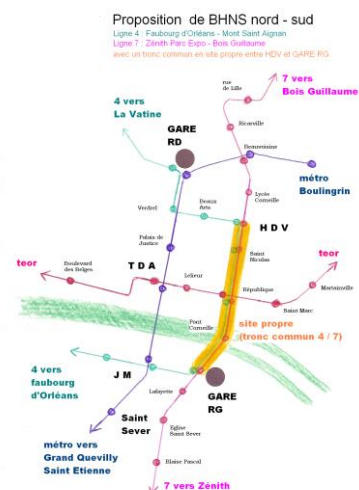 Proposition de BHNS nord - sud
Ligne 4 : Faubourg d'Orléans - Mont Saint Aignan
Ligne 7 : Zénith Parc Expo - Bois Guillaume
avec un tronc commun en site propre entre HDV et GARE RG
7 vers
Bois Guillaume
rue
de Lille
4 vers
La Vatine
GARE
RD
Ricarville
Beauvoisine
métro
Boulingrin
Lycée
Corneille
Verdrel
Beaux
Arts
H D V
Palais de
Justice
Saint
Nicolas
teor
Boulevard
des Belges
T D A
Lelieur
République
teor
Martainville
Saint Marc
Pont
Corneille
site propre
(tronc commun 4 / 7)
4 vers
faubourg
d'Orléans
J M
GARE
RG
Lafayette
Saint
Sever
Eglise
Saint Sever
métro vers
Grand Quevilly
Saint Etienne
Blaise Pascal
7 vers Zénith